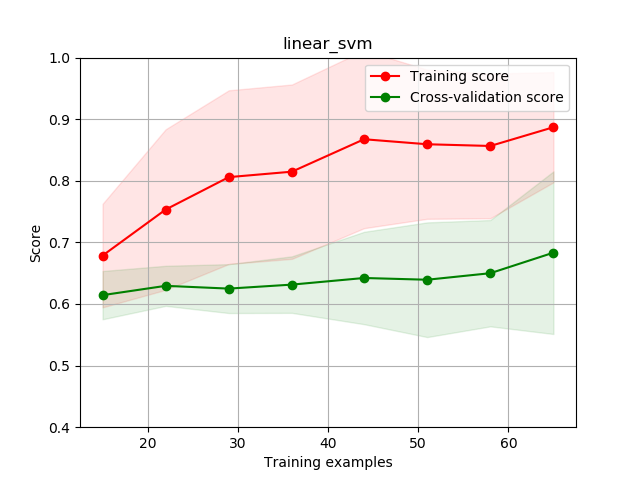 linear_svm
Training score
Cross-validation score
1.0
0.9
0.8
0.7
0.6
0.5
0.4
Score
20 30 40 50 60
Training examples